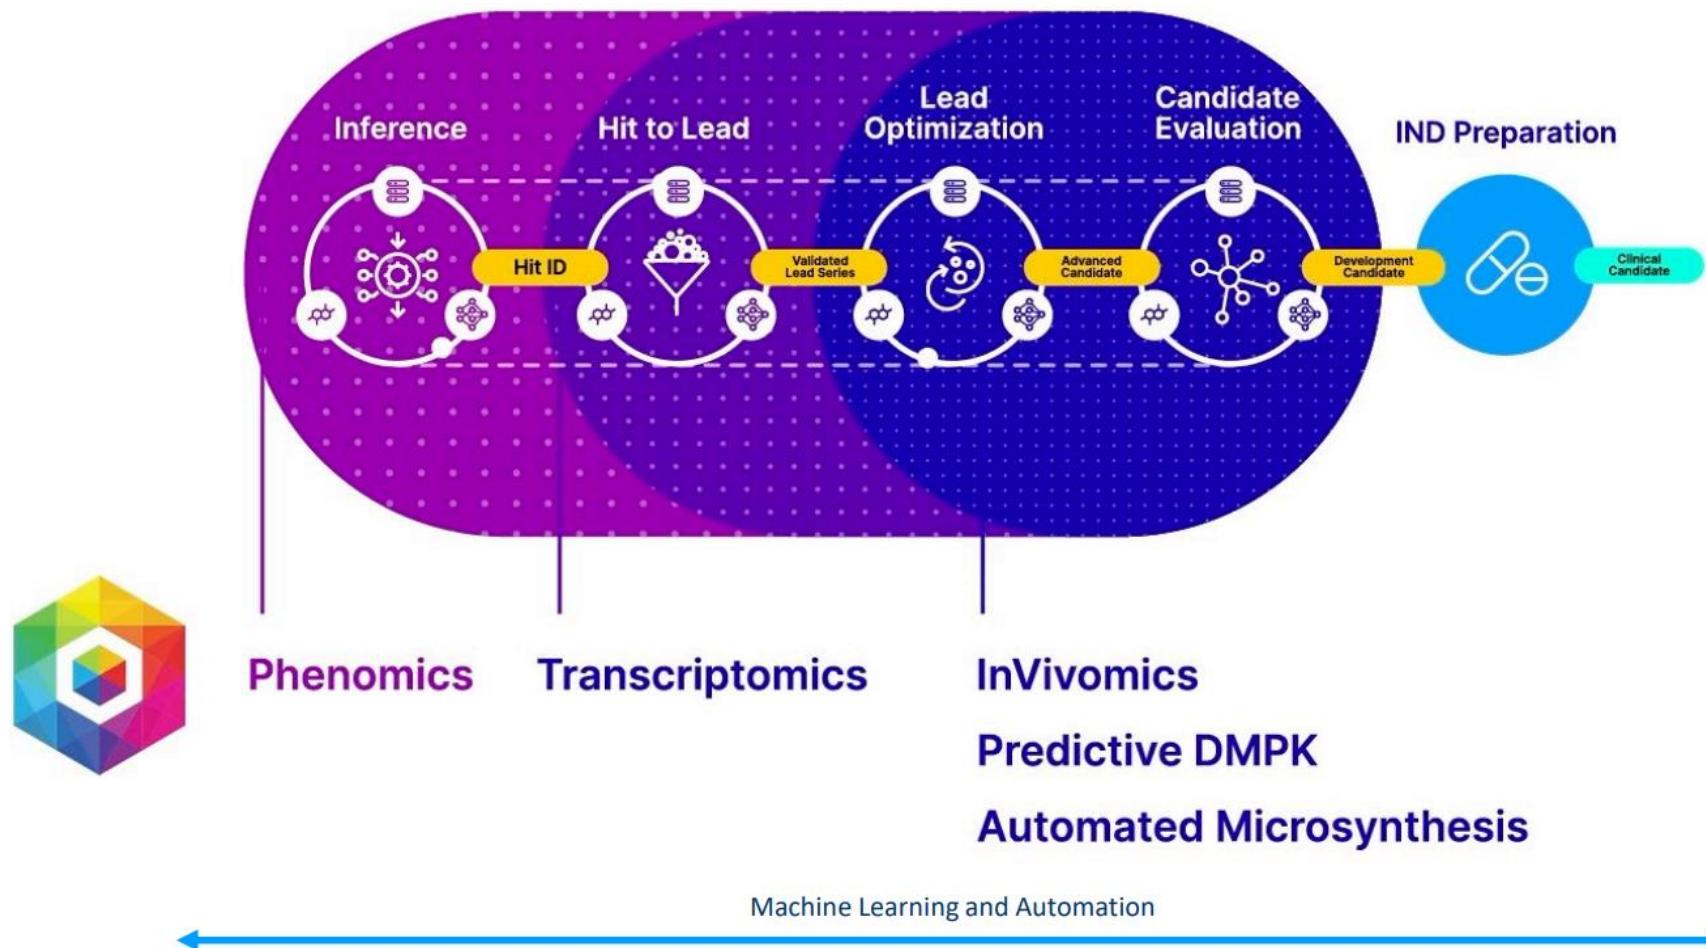 Inference
Hit to Lead
Lead
Optimization
Candidate
Evaluation
IND Preparation
Hit ID
Validated
Lead Series
Advanced
Candidate
Development
Candidate
Clinical
Candidate
Phenomics
Transcriptomics
InVivomics
Predictive DMPK
Automated Microsynthesis
Machine Learning and Automation